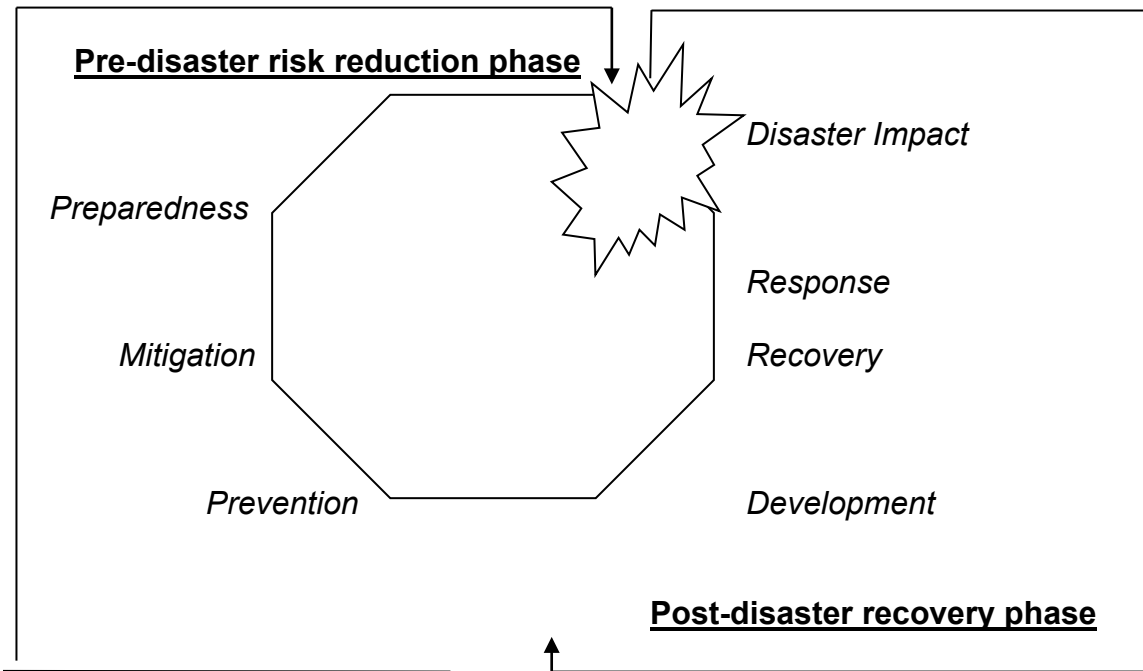 Pre-disaster risk reduction phase
Disaster Impact
Preparedness
Response
Mitigation
Recovery
Prevention
Development
Post-disaster recovery phase